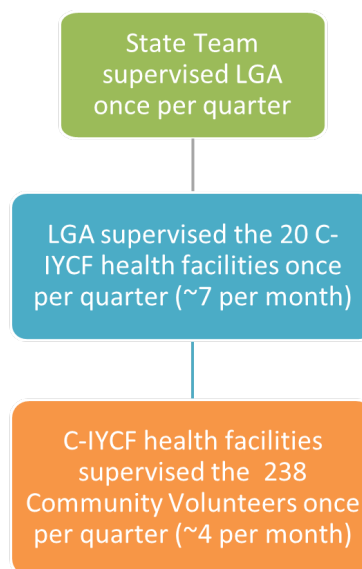 State Team
supervised LGA
once per quarter
LGA supervised the 20 C-
IYCF health facilities once
per quarter (~7 per month)
C-IYCF health facilities
supervised the  238
Community Volunteers once
per quarter (~4 per month)